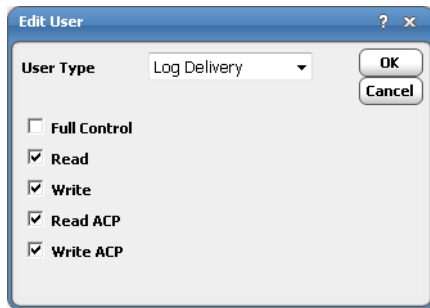 Edit User ? ×
User Type Log Delivery OK
Cancel
Full Control
Read
Write
Read ACP
Write ACP